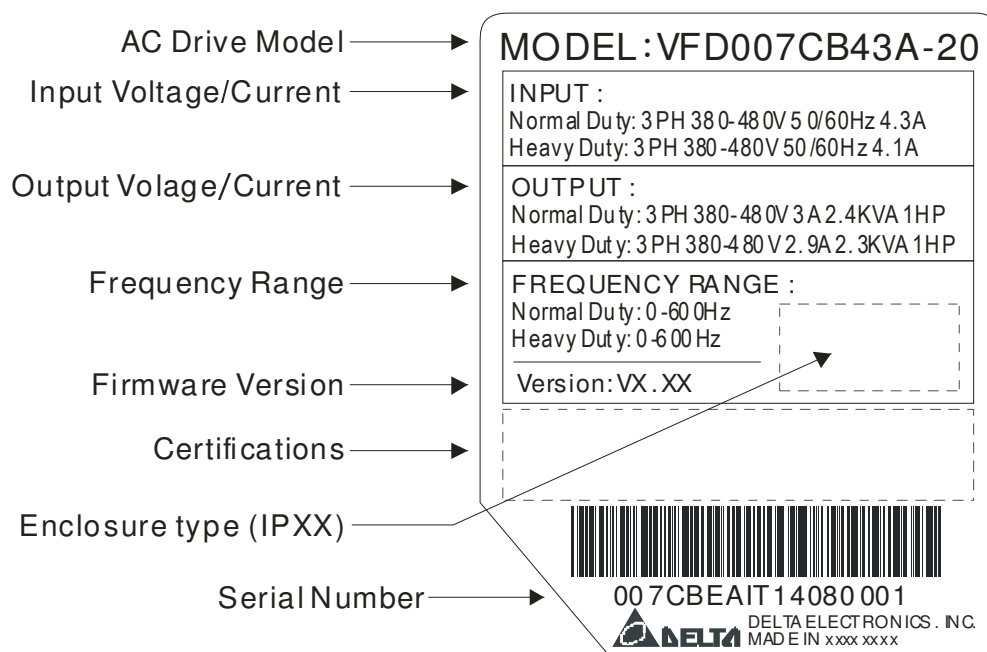 AC Drive Model
MODEL:VFD007CB43A-20
Input Voltage/Current
INPUT :
Normal Duty: 3PH 380-480V 50/60Hz 4.3A
Heavy Duty: 3PH 380-480V 50/60Hz 4.1A
Output Volage/Current
OUTPUT :
Normal Duty: 3PH 380-480V 3A 2.4KVA 1HP
Heavy Duty: 3PH 380-480V 2.9A 2.3KVA 1HP
Frequency Range
FREQUENCY RANGE :
Normal Duty: 0-600Hz
Heavy Duty: 0-600Hz
Firmware Version
Version: VX.XX
Certifications
Enclosure type (IPXX)
Serial Number
007CBEAIT14080001
DELTA
DELTA ELECTRONICS. INC.
MADE IN xxxx xxxx